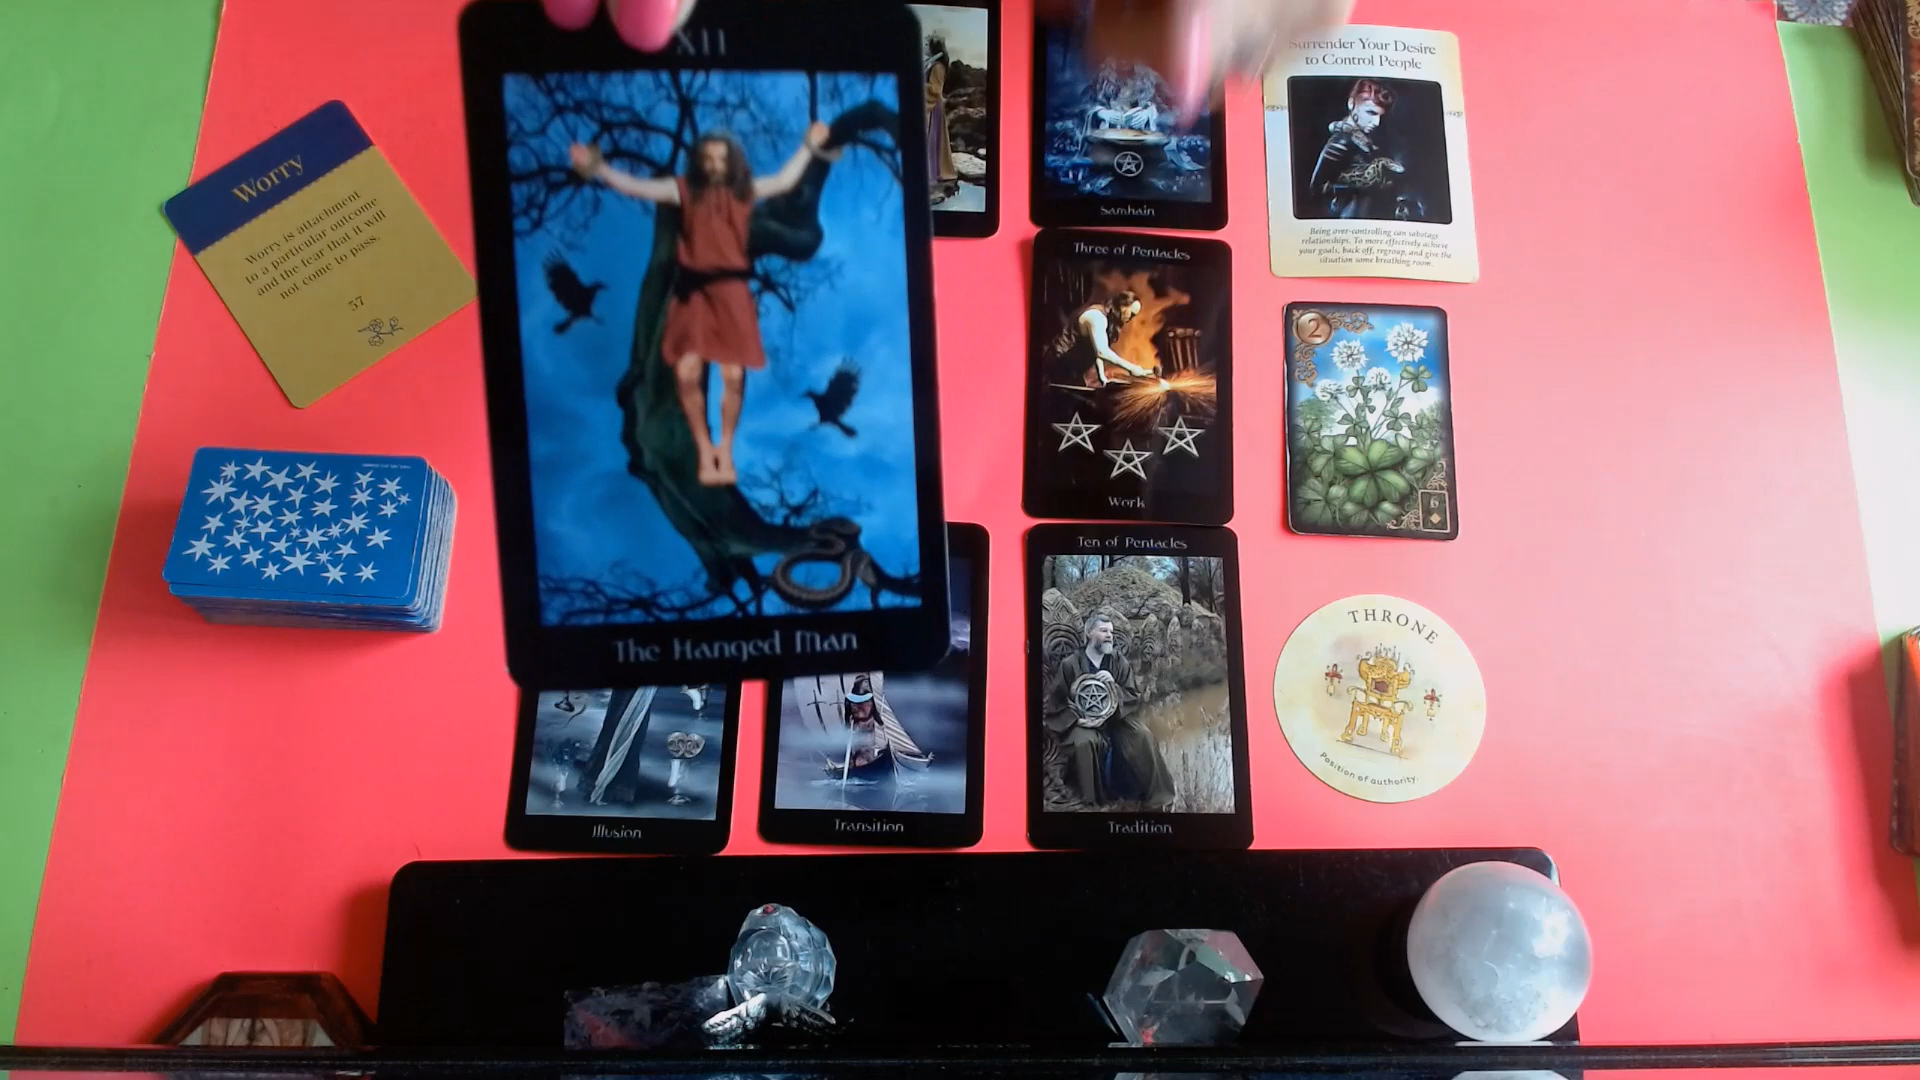 Worry
Worry is attachment
to a particular outcome
and the fear that it will
not come to pass.
57
XII
The Hanged Man
Samhain
Surrender Your Desire
to Control People
Being over-controlling can sabotage
relationships. To more effectively achieve
your goals, back off, regroup, and give the
situation some breathing room.
Three of Pentacles
Work
2
6
Illusion
Transition
Ten of Pentacles
Tradition
THRONE
Position of authority.